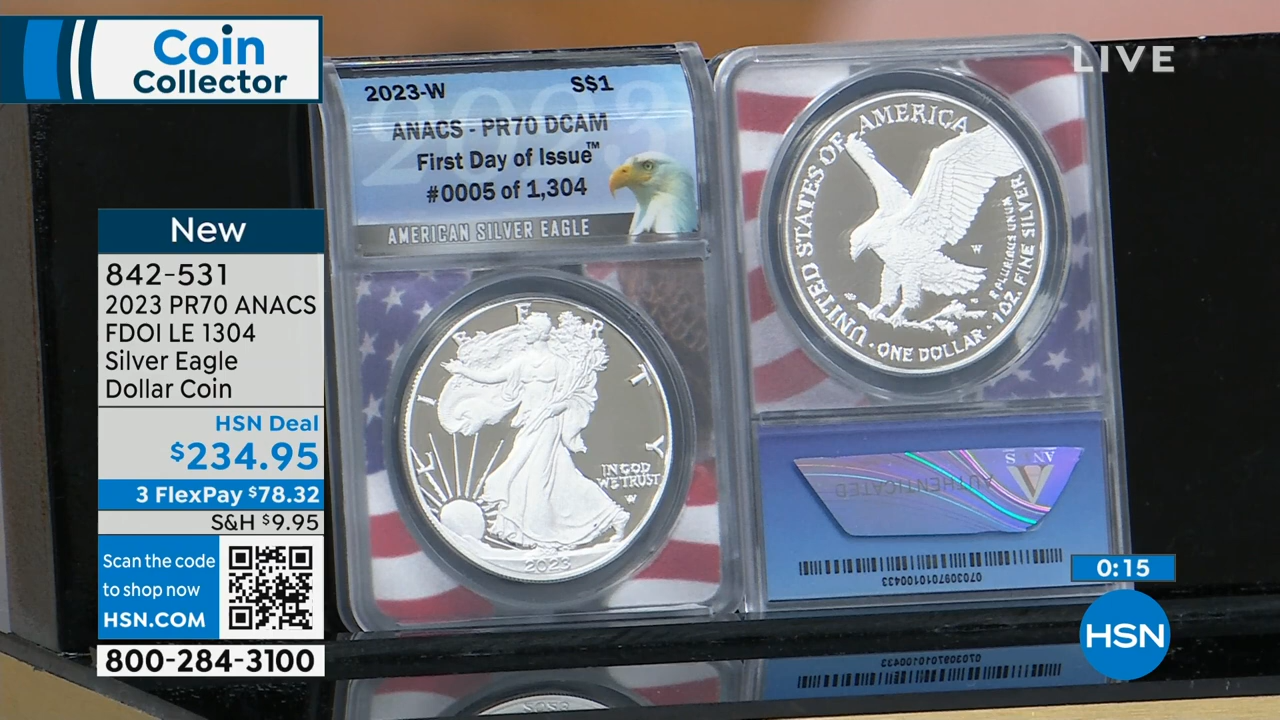 Coin
Collector
LIVE
New
842-531
2023 PR70 ANACS
FDOI LE 1304
Silver Eagle
Dollar Coin
HSN Deal
$234.95
3 FlexPay $78.32
S&H $9.95
Scan the code
to shop now
HSN.COM
800-284-3100
2023-W S$1
ANACS - PR70 DCAM
First Day of Issue™
#0005 of 1,304
AMERICAN SILVER EAGLE
LIBERTY
IN GOD
WE TRUST
W
2023
UNITED STATES OF AMERICA
W
E PLURIBUS UNUM
1 OZ. FINE SILVER · ONE DOLLAR
ANACS
AUTHENTICATED
0703097010100433
0:15
HSN